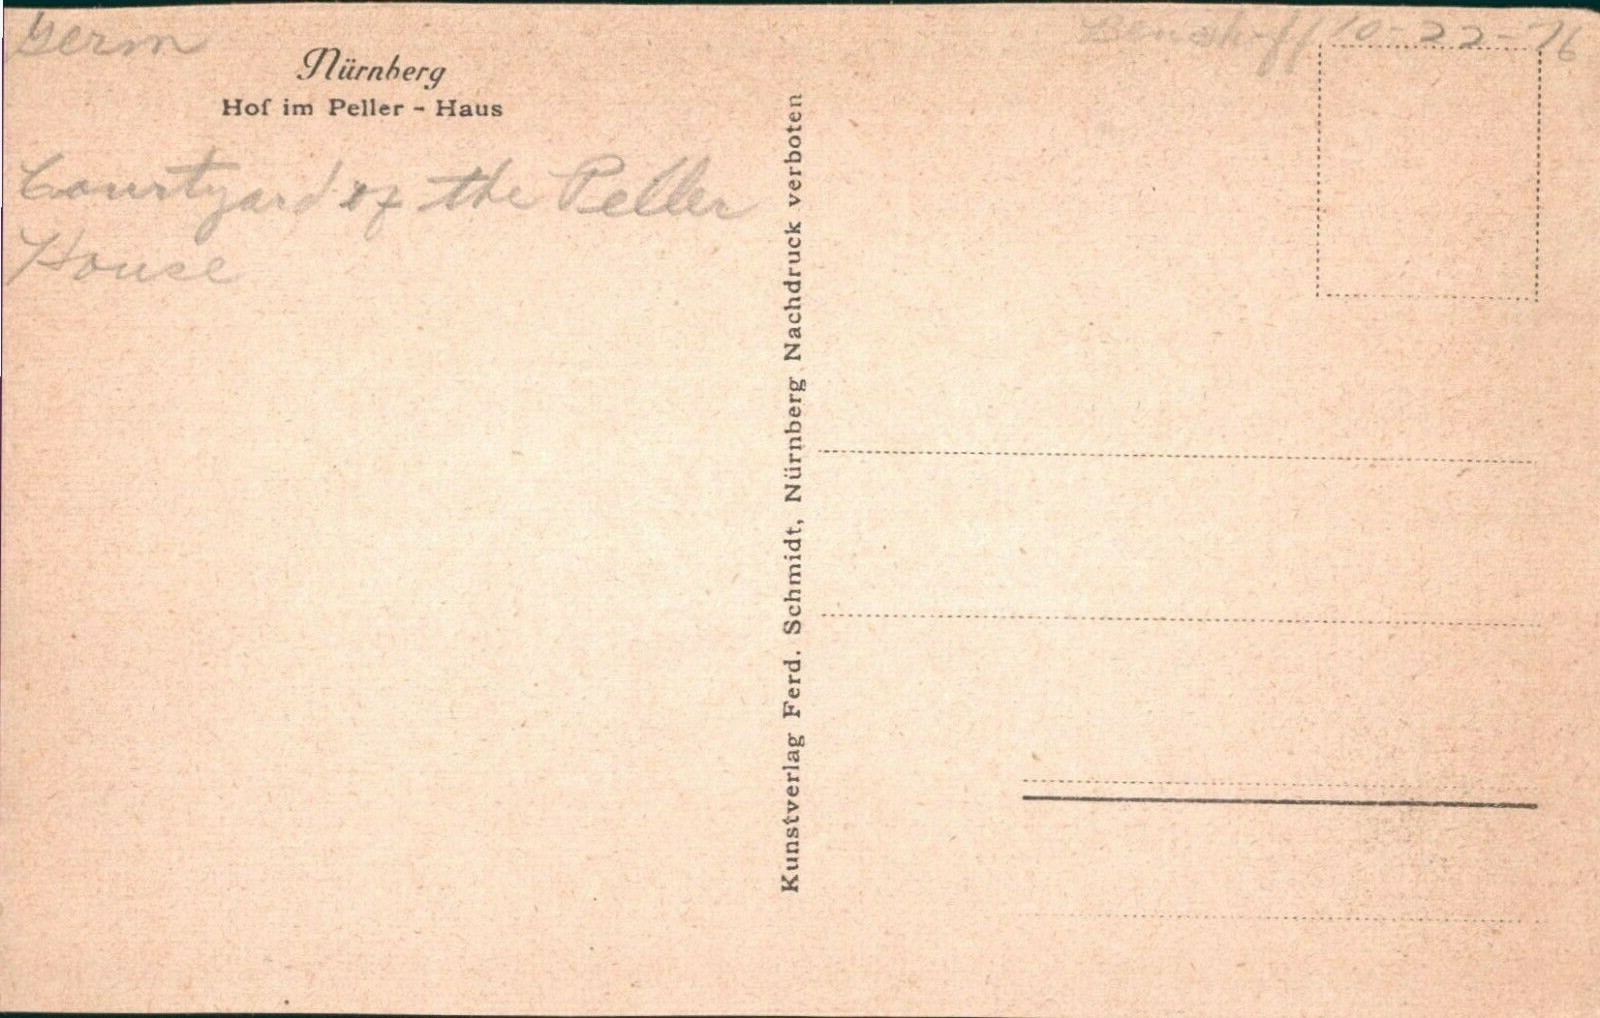 Germ
10-22-76
Nürnberg
Hof im Peller - Haus
Courtyard of the Peller
House
Kunstverlag Ferd. Schmidt, Nürnberg Nachdruck verboten